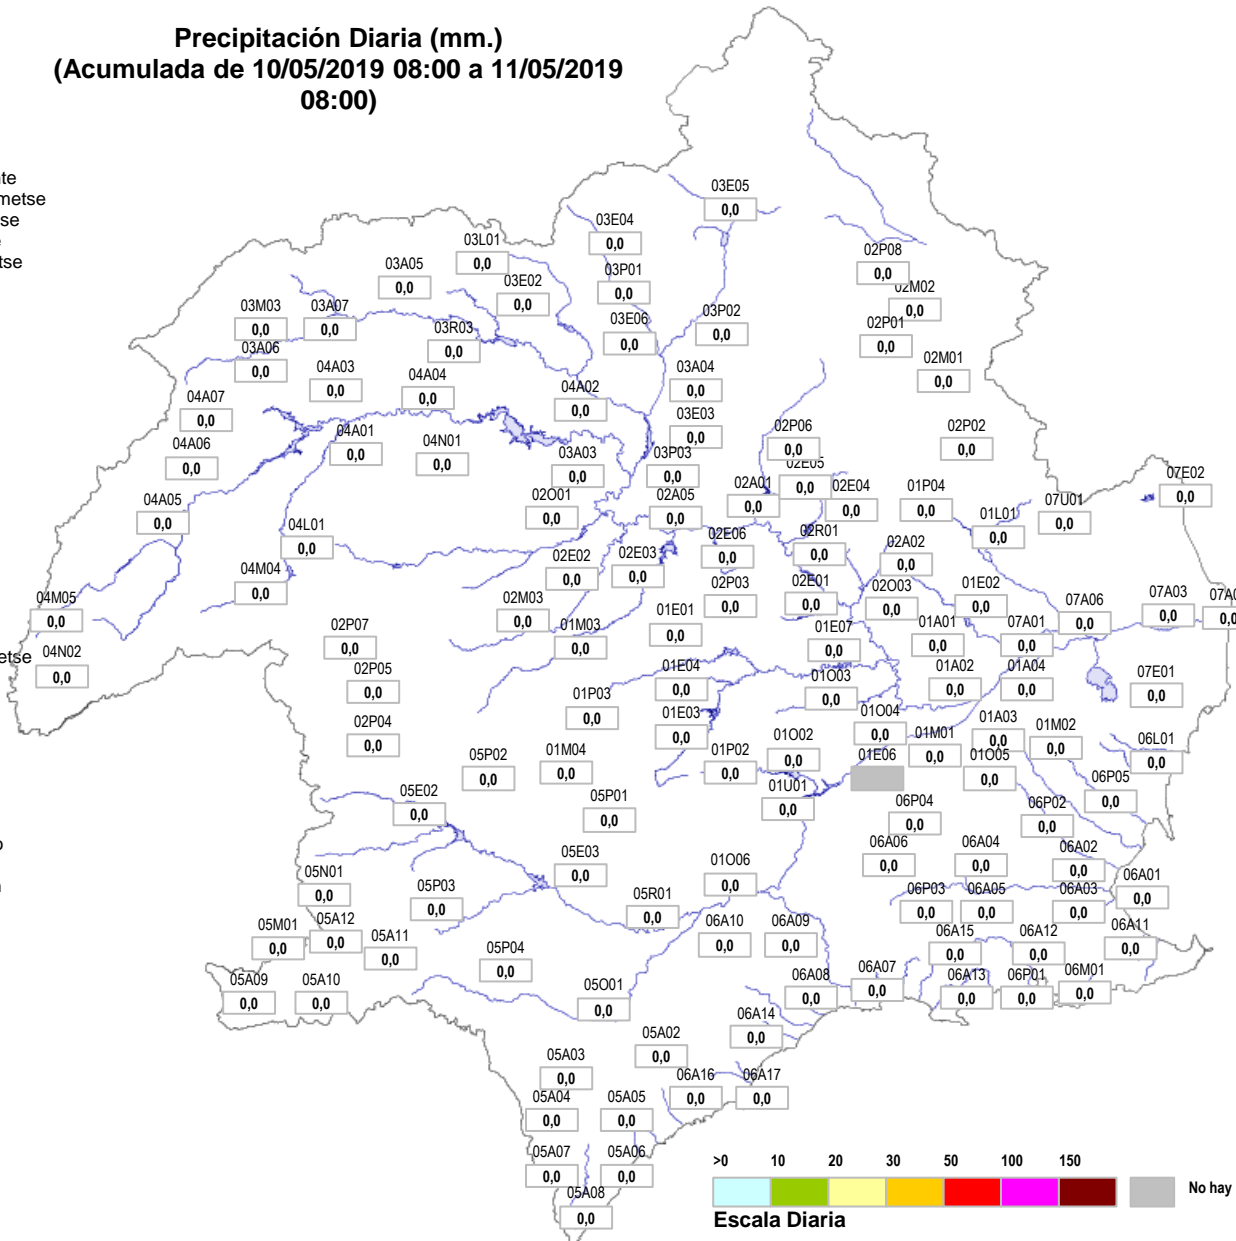 Precipitación Diaria (mm.)
(Acumulada de 10/05/2019 08:00 a 11/05/2019
08:00)
03E05
0,0
03E04
0,0
03L01
0,0
02P08
0,0
03A05
0,0
03P01
0,0
03E02
0,0
02M02
0,0
03M03
0,0
03A07
0,0
03R03
0,0
03E06
0,0
03P02
0,0
02P01
0,0
03A06
0,0
04A03
0,0
04A04
0,0
03A04
0,0
02M01
0,0
04A07
0,0
04A02
0,0
03E03
0,0
04A06
0,0
04A01
0,0
04N01
0,0
02P06
0,0
02P02
0,0
03A03
0,0
03P03
0,0
02E05
0,0
07E02
0,0
04A05
0,0
02O01
0,0
02A05
0,0
02A01
0,0
02E04
0,0
01P04
0,0
07U01
0,0
01L01
0,0
04L01
0,0
02E06
0,0
02R01
0,0
02A02
0,0
04M04
0,0
02E02
0,0
02E03
0,0
02P03
0,0
02E01
0,0
02O03
0,0
01E02
0,0
07A03
0,0
07A0
0,0
04M05
0,0
02M03
0,0
01E01
0,0
07A06
0,0
02P07
0,0
01M03
0,0
01E07
0,0
01A01
0,0
07A01
0,0
04N02
0,0
02P05
0,0
01E04
0,0
01O03
0,0
01A02
0,0
01A04
0,0
07E01
0,0
01P03
0,0
02P04
0,0
01E03
0,0
01O04
0,0
01A03
0,0
01M02
0,0
05P02
0,0
01M04
0,0
01P02
0,0
01O02
0,0
01M01
0,0
01E06
01O05
0,0
06L01
0,0
05E02
0,0
05P01
0,0
01U01
0,0
06P04
0,0
06P02
0,0
06P05
0,0
05E03
0,0
01O06
0,0
06A06
0,0
06A04
0,0
06A02
0,0
05N01
0,0
05P03
0,0
05R01
0,0
06P03
0,0
06A05
0,0
06A03
0,0
06A01
0,0
05M01
0,0
05A12
0,0
05A11
0,0
05P04
0,0
06A10
0,0
06A09
0,0
06A15
0,0
06A12
0,0
06A11
0,0
05A09
0,0
05A10
0,0
05O01
0,0
06A08
0,0
06A07
0,0
06A13
0,0
06P01
0,0
06M01
0,0
05A02
0,0
06A14
0,0
05A03
0,0
06A16
0,0
06A17
0,0
05A04
0,0
05A05
0,0
05A07
0,0
05A06
0,0
05A08
0,0
>0 10 20 30 50 100 150
No hay
Escala Diaria